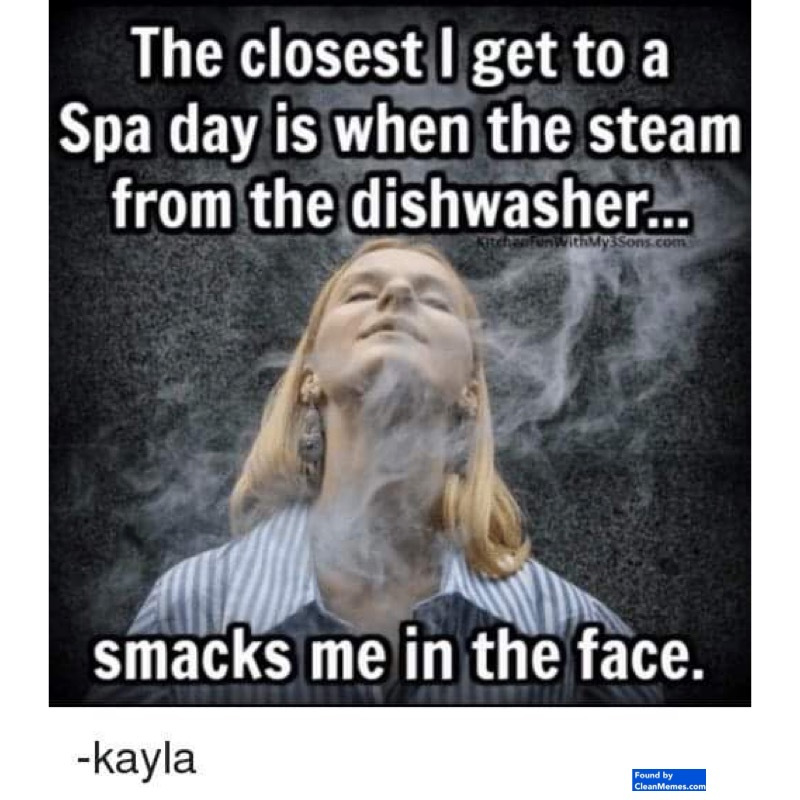 The closest I get to a
Spa day is when the steam
from the dishwasher...
KitchenFunWithMy3Sons.com
smacks me in the face.
-kayla
Found by
CleanMemes.com